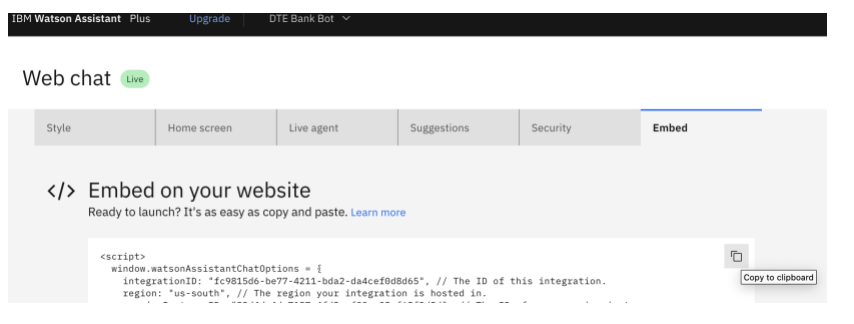 IBM Watson Assistant Plus Upgrade DTE Bank Bot
Web chat Live
Style Home screen Live agent Suggestions Security Embed
</> Embed on your website
Ready to launch? It's as easy as copy and paste. Learn more
<script>
window.watsonAssistantChatOptions = {
integrationID: "fc9815d6-be77-4211-bda2-da4cef0d8d65", // The ID of this integration.
region: "us-south", // The region your integration is hosted in.
Copy to clipboard